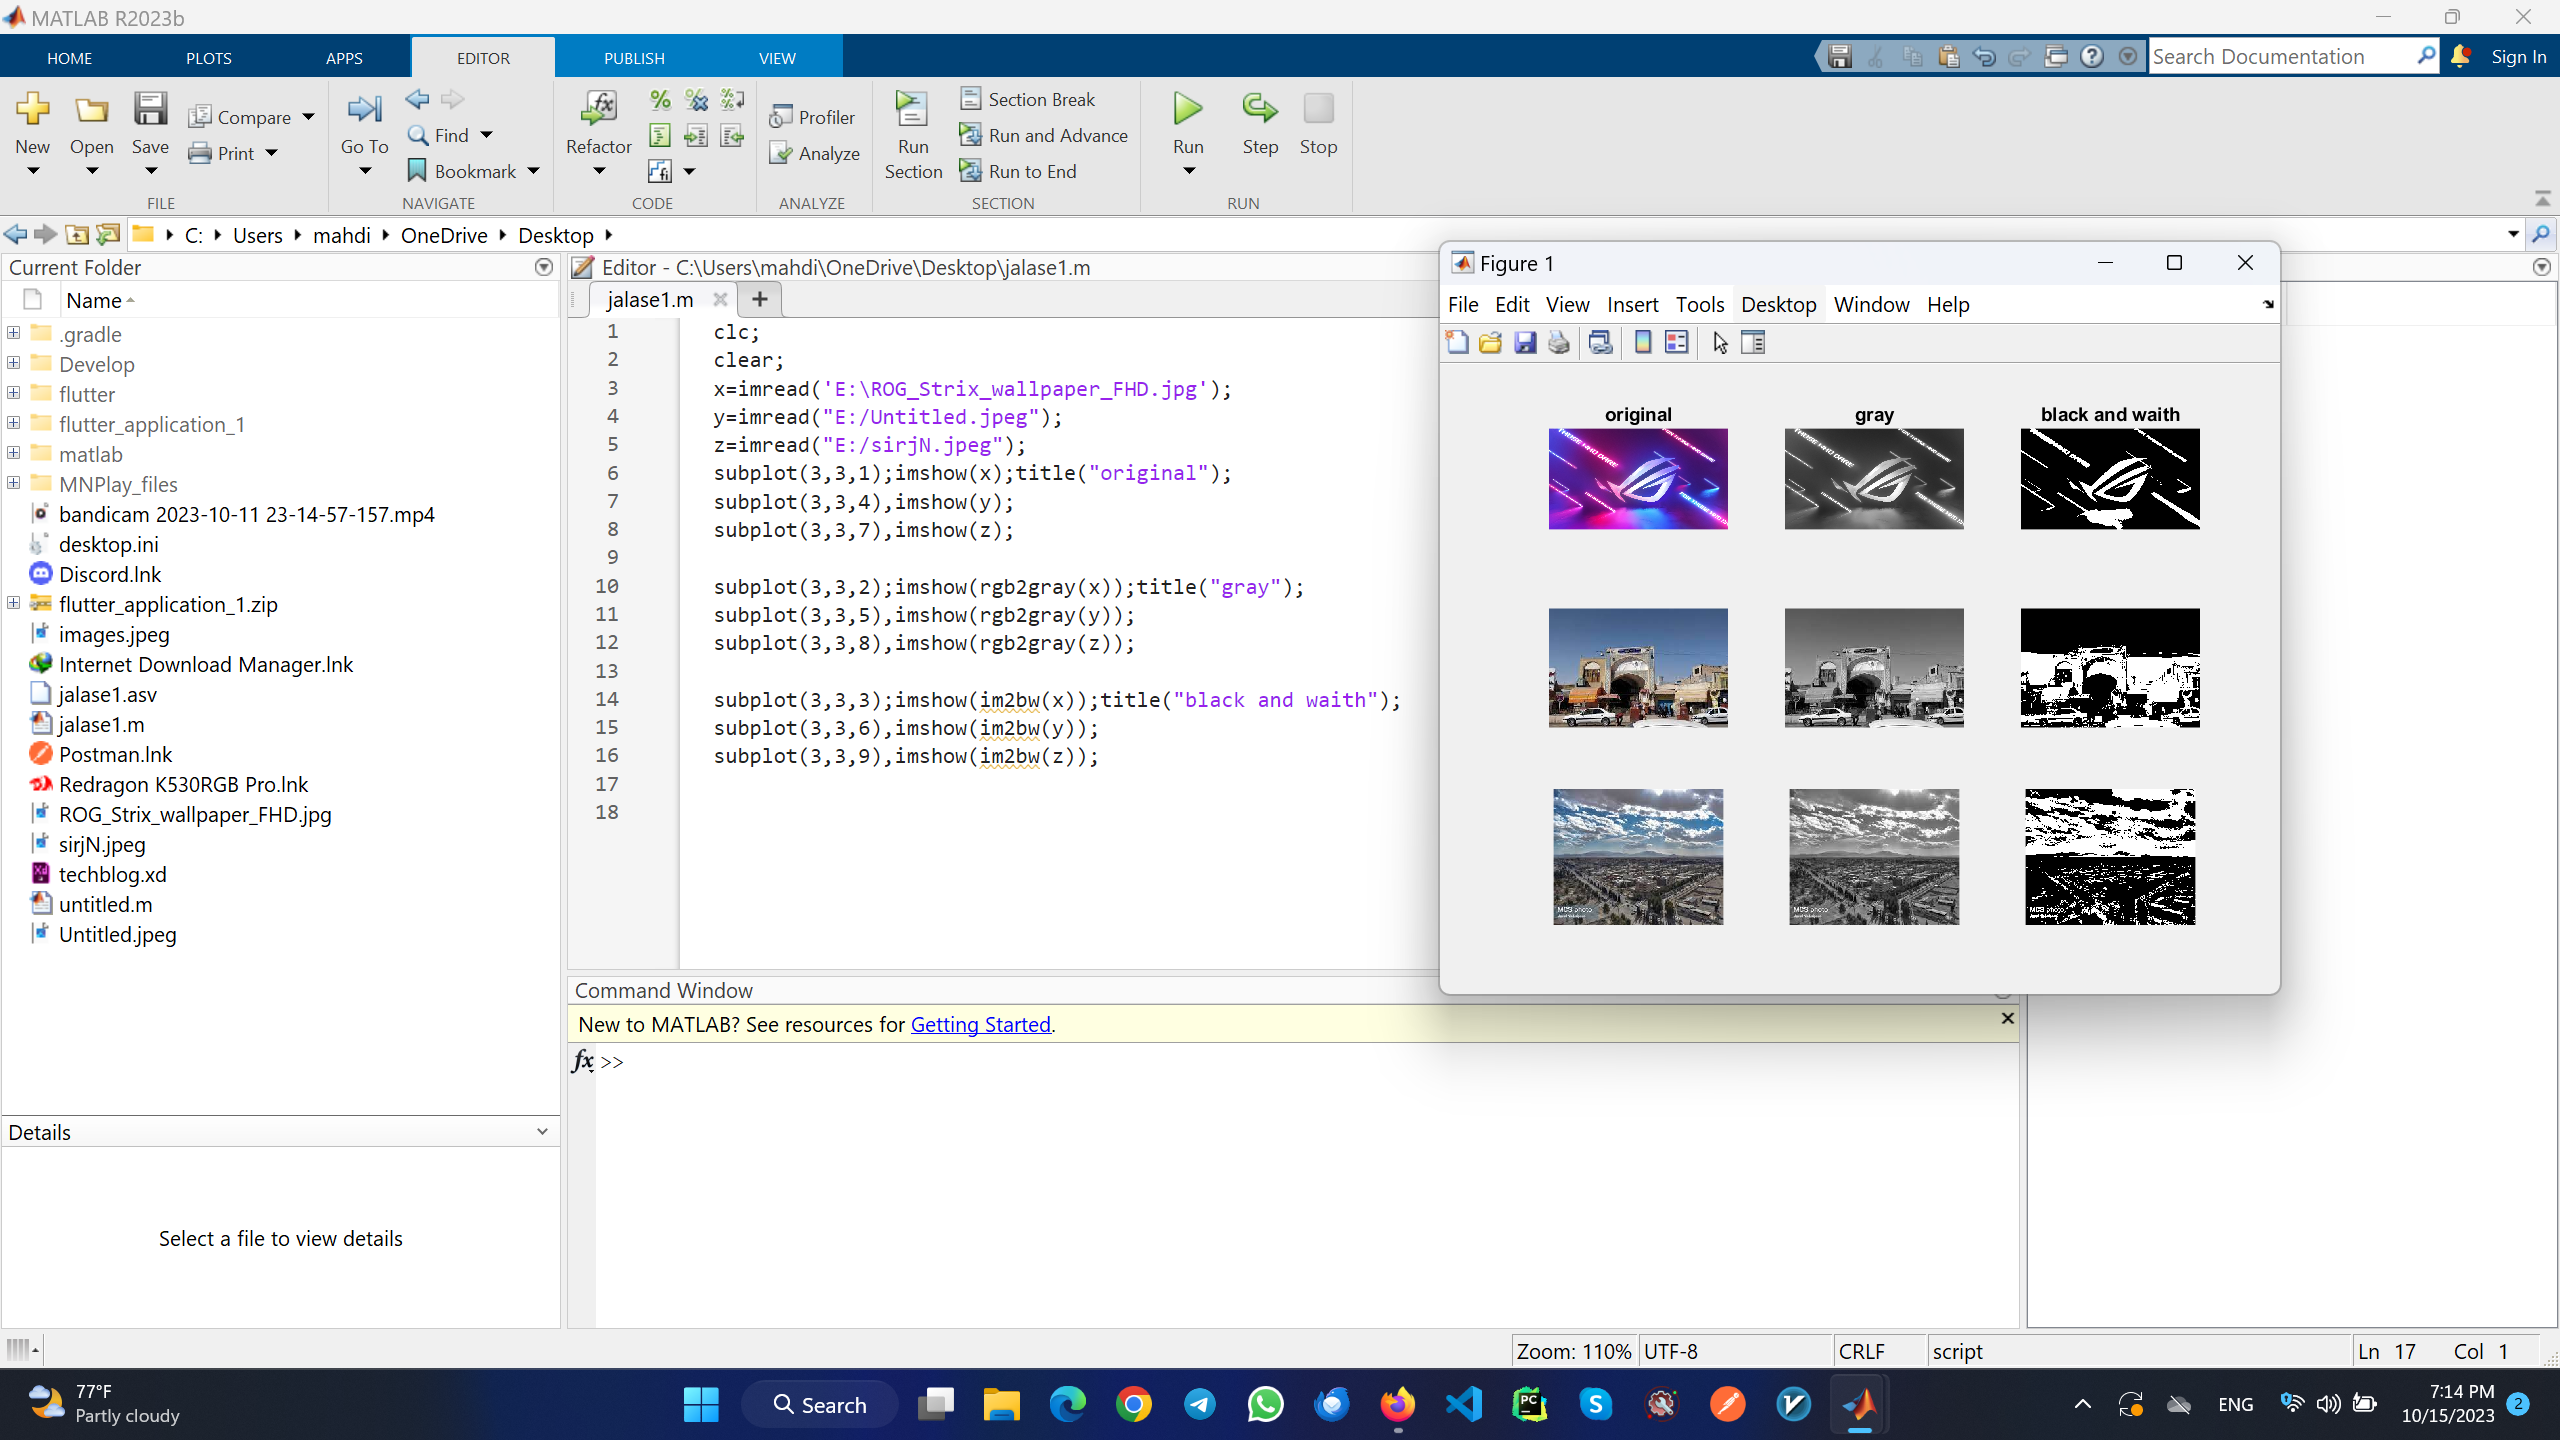 MATLAB R2023b
HOME PLOTS APPS EDITOR PUBLISH VIEW
Search Documentation Sign In
New Open Save Compare Print
FILE
Go To Find Bookmark
NAVIGATE
Refactor
CODE
Profiler
Analyze
ANALYZE
Run Section
Section Break
Run and Advance
Run to End
SECTION
Run Step Stop
RUN
C: Users mahdi OneDrive Desktop
Current Folder
Name
.gradle
Develop
flutter
flutter_application_1
matlab
MNPlay_files
bandicam 2023-10-11 23-14-57-157.mp4
desktop.ini
Discord.lnk
flutter_application_1.zip
images.jpeg
Internet Download Manager.lnk
jalase1.asv
jalase1.m
Postman.lnk
Redragon K530RGB Pro.lnk
ROG_Strix_wallpaper_FHD.jpg
sirjN.jpeg
techblog.xd
untitled.m
Untitled.jpeg
Details
Select a file to view details
Editor - C:\Users\mahdi\OneDrive\Desktop\jalase1.m
jalase1.m
1 clc;
2 clear;
3 x=imread('E:\ROG_Strix_wallpaper_FHD.jpg');
4 y=imread("E:/Untitled.jpeg");
5 z=imread("E:/sirjN.jpeg");
6 subplot(3,3,1);imshow(x);title("original");
7 subplot(3,3,4),imshow(y);
8 subplot(3,3,7),imshow(z);
9
10 subplot(3,3,2);imshow(rgb2gray(x));title("gray");
11 subplot(3,3,5),imshow(rgb2gray(y));
12 subplot(3,3,8),imshow(rgb2gray(z));
13
14 subplot(3,3,3);imshow(im2bw(x));title("black and waith");
15 subplot(3,3,6),imshow(im2bw(y));
16 subplot(3,3,9),imshow(im2bw(z));
17
18
Command Window
New to MATLAB? See resources for Getting Started.
fx >>
Figure 1
File Edit View Insert Tools Desktop Window Help
original gray black and waith
Zoom: 110% UTF-8 CRLF script Ln 17 Col 1
77°F
Partly cloudy
Search
ENG
7:14 PM
10/15/2023
2